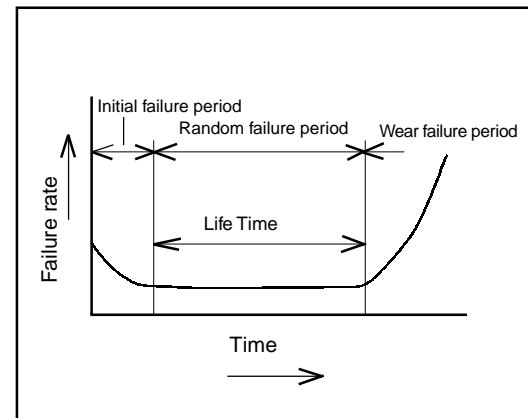 Initial failure period
Random failure period
Wear failure period
Life Time
Failure rate
Time